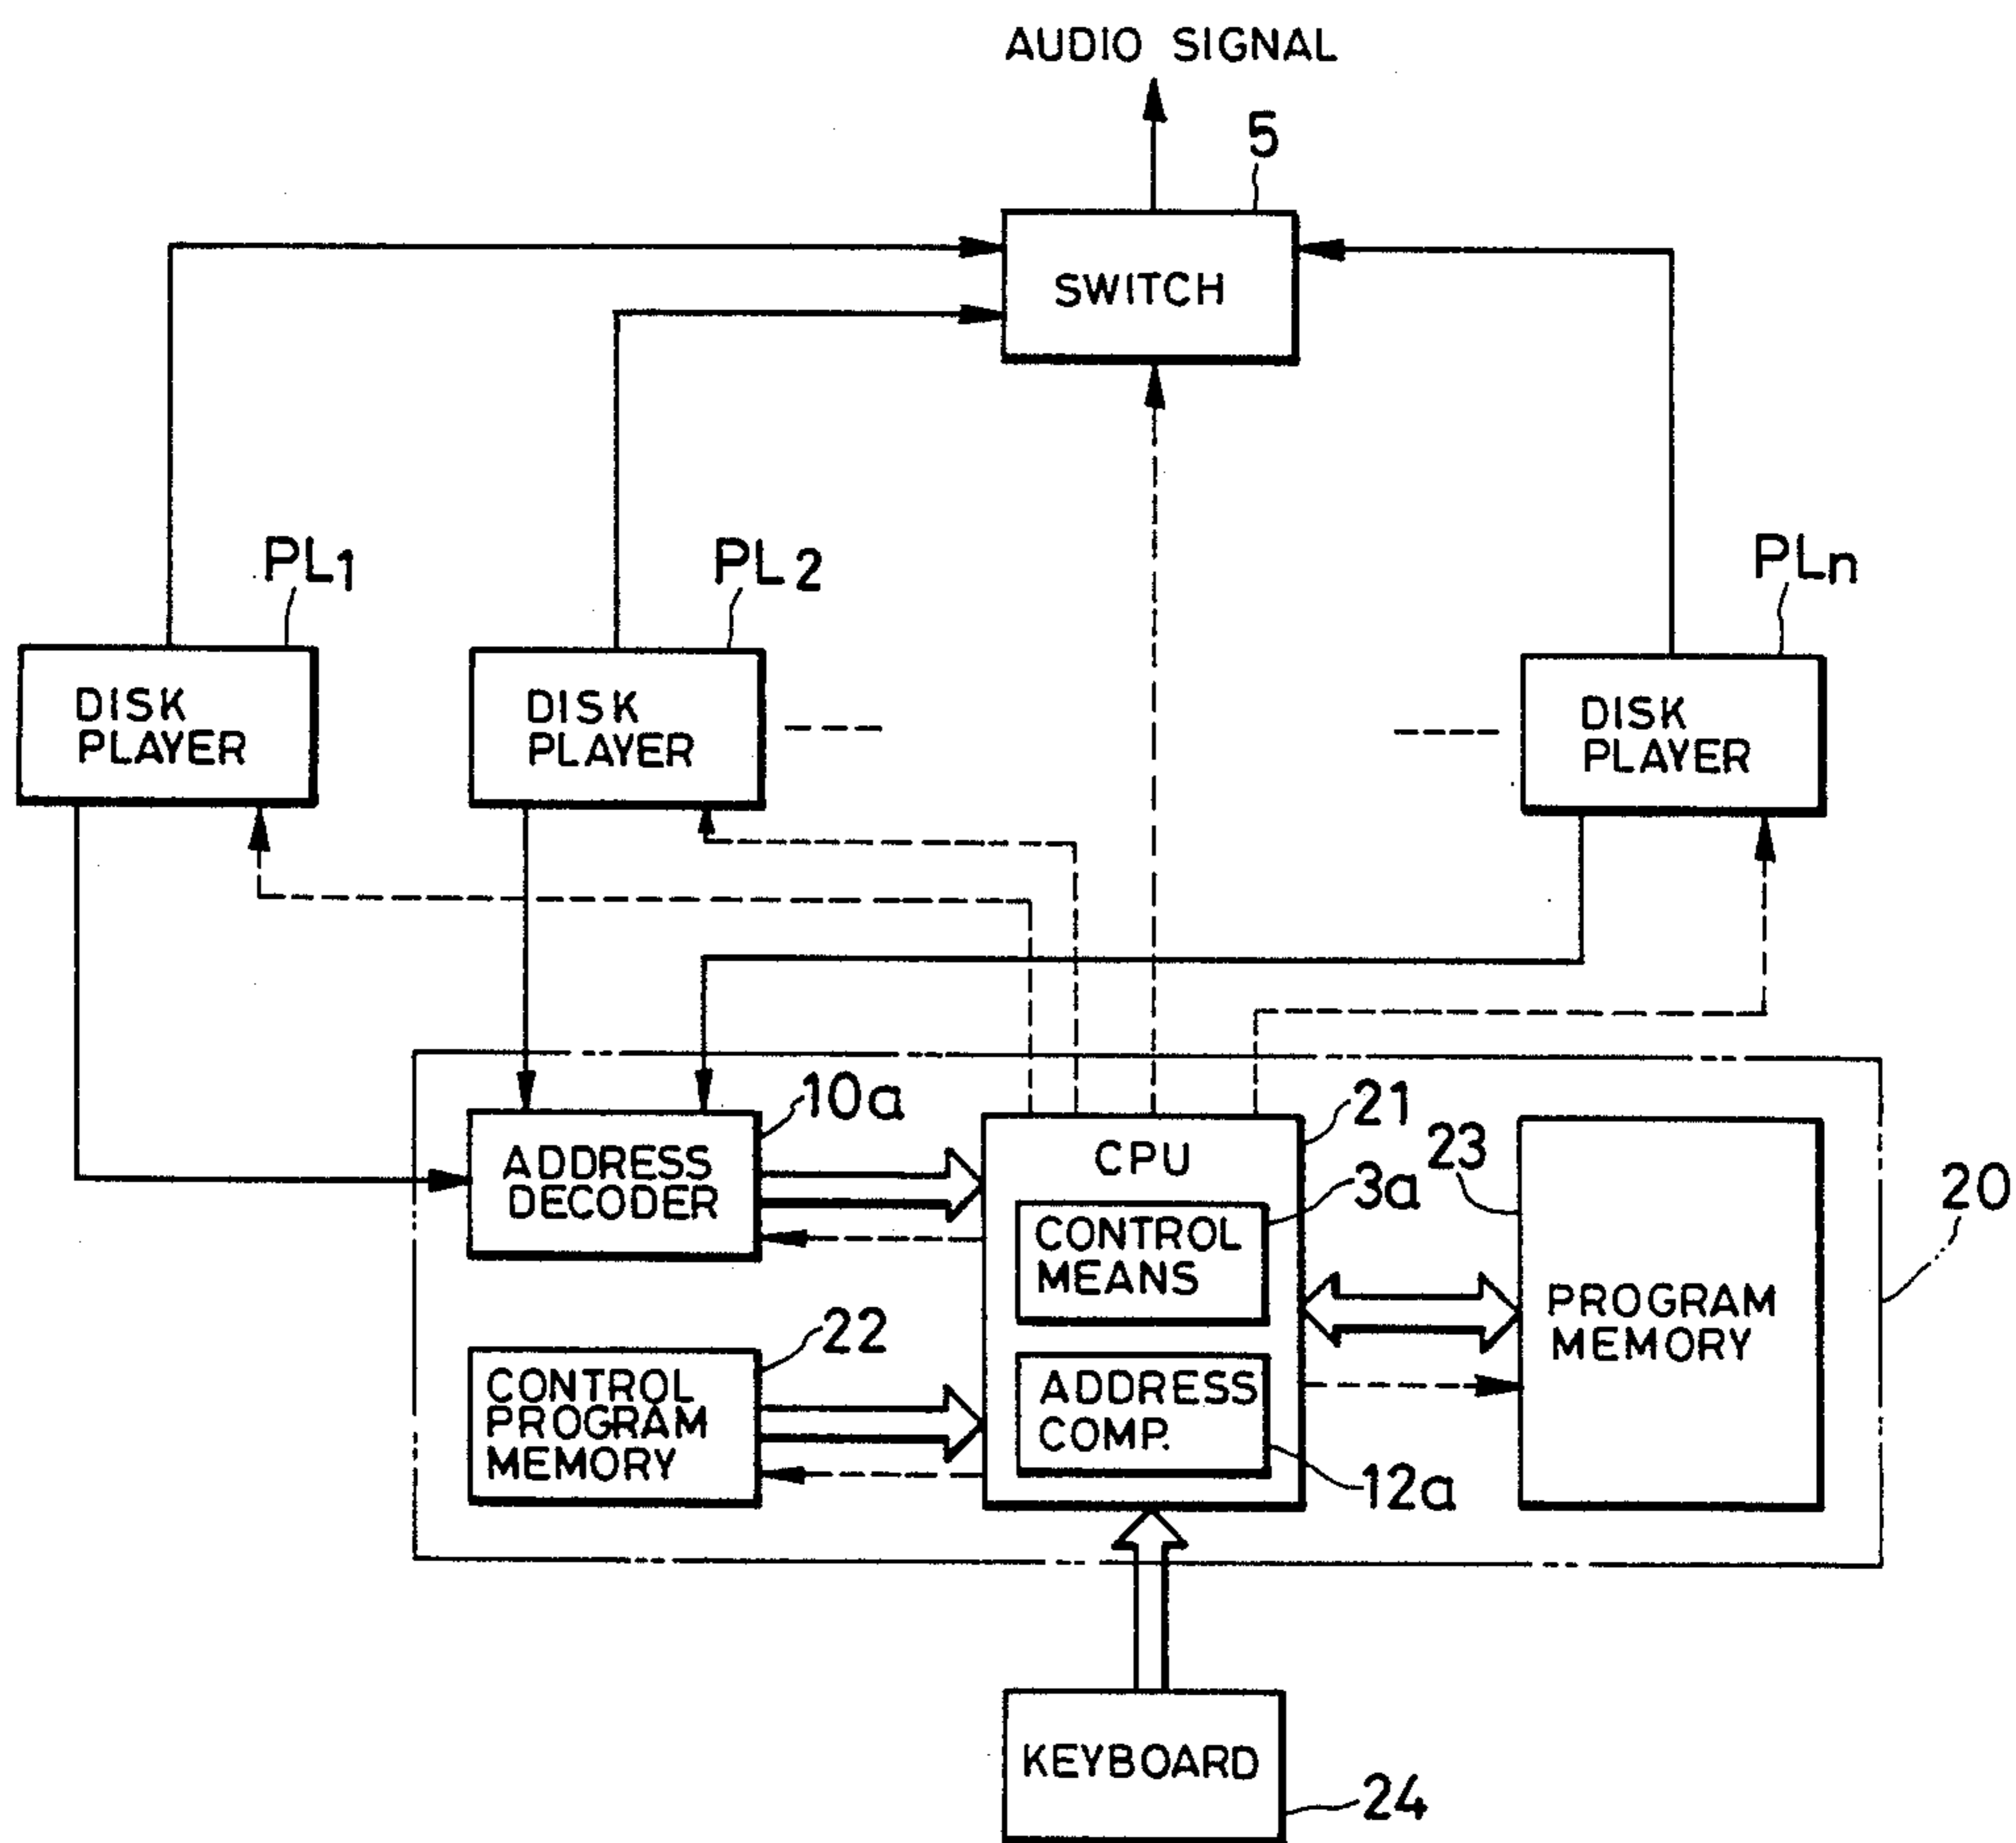 AUDIO SIGNAL
5
SWITCH
PL1
PL2
PLn
DISK
PLAYER
DISK
PLAYER
DISK
PLAYER
10a
21
CPU
23
ADDRESS
DECODER
3a
20
CONTROL
MEANS
PROGRAM
MEMORY
22
CONTROL
PROGRAM
MEMORY
ADDRESS
COMP.
12a
KEYBOARD
24